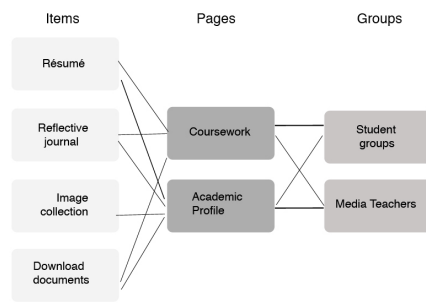 Items
Pages
Groups
Résumé
Reflective
journal
Image
collection
Download
documents
Coursework
Academic
Profile
Student
groups
Media Teachers